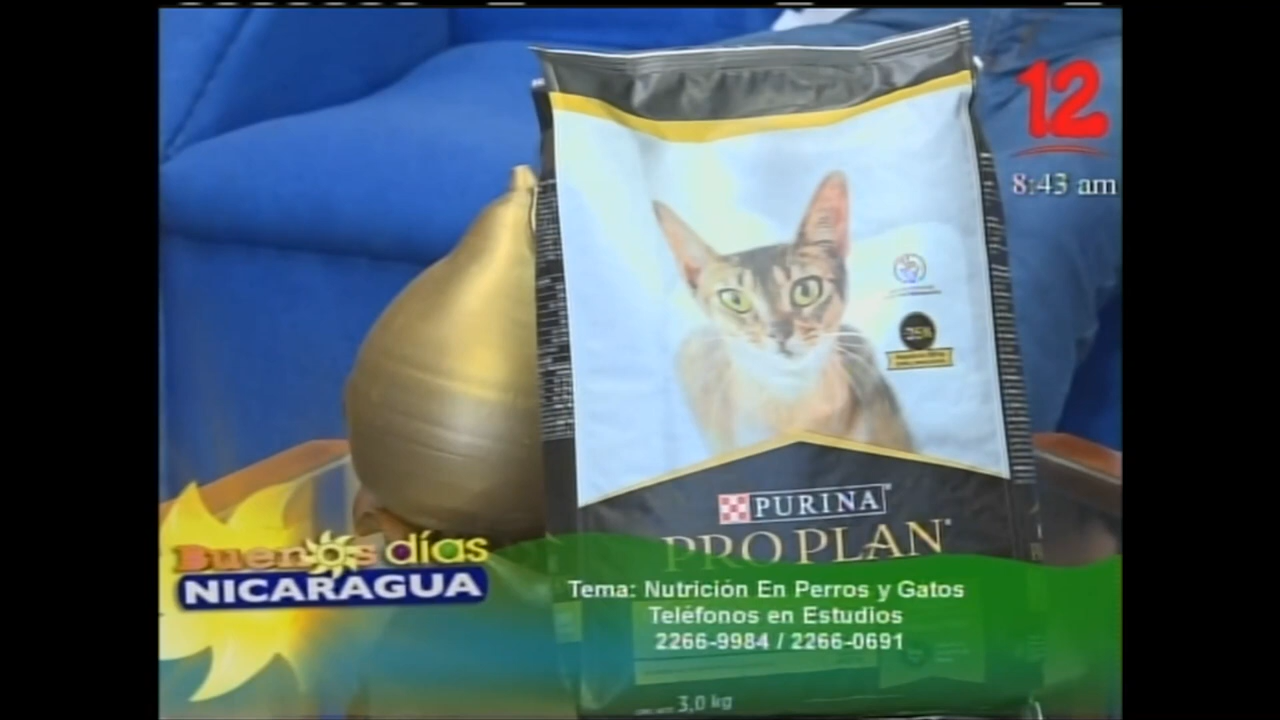 12
8:43 am
25%
PURINA
PRO PLAN
Buenos días
NICARAGUA
Tema: Nutrición En Perros y Gatos
Teléfonos en Estudios
2266-9984 / 2266-0691
3,0 kg